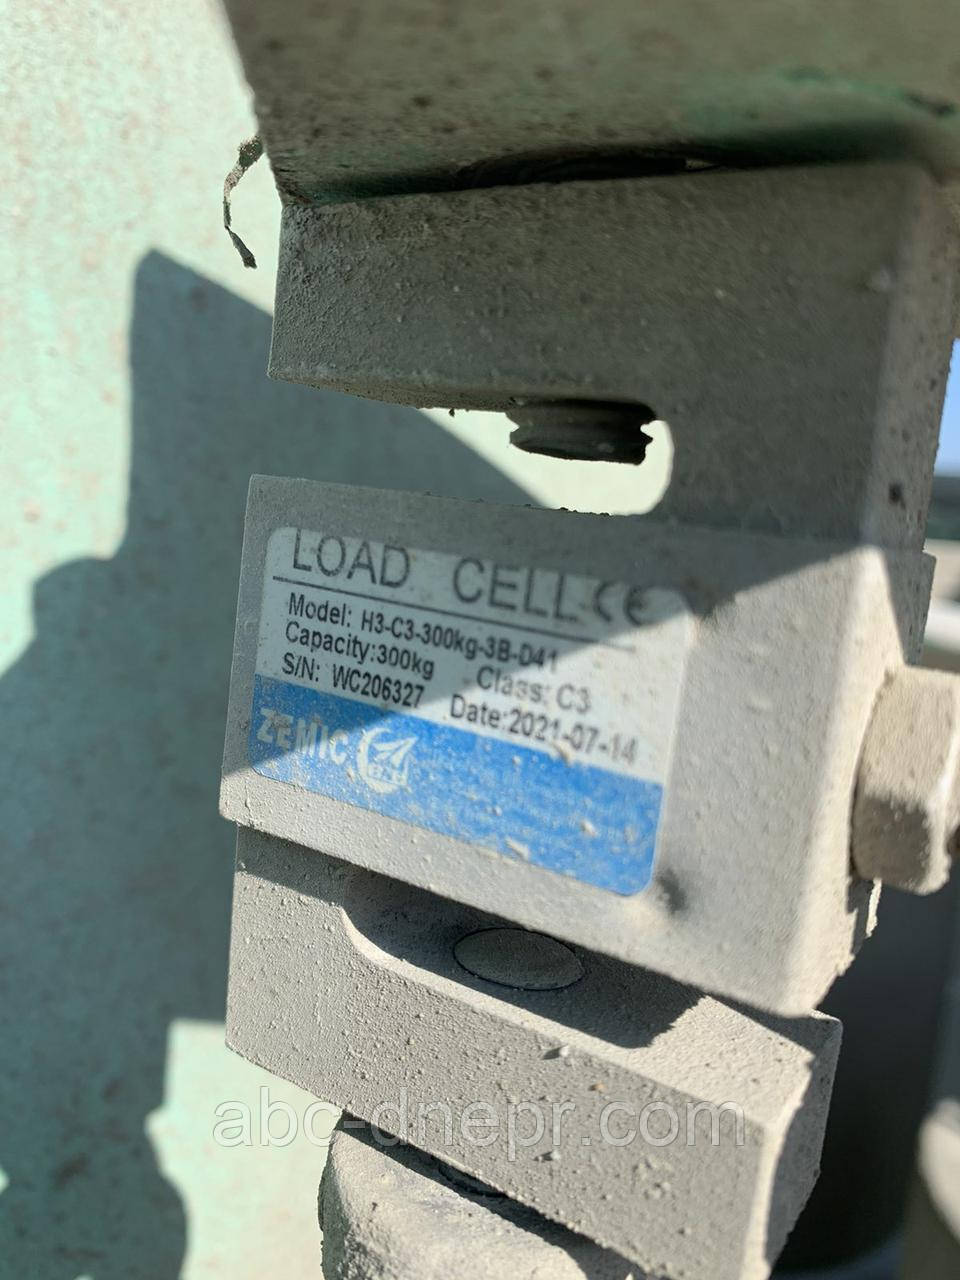 LOAD CELL CE
Model: H3-C3-300kg-3B-D41
Capacity:300kg Class: C3
S/N: WC206327 Date:2021-07-14
ZEMIC
abc-dnepr.com